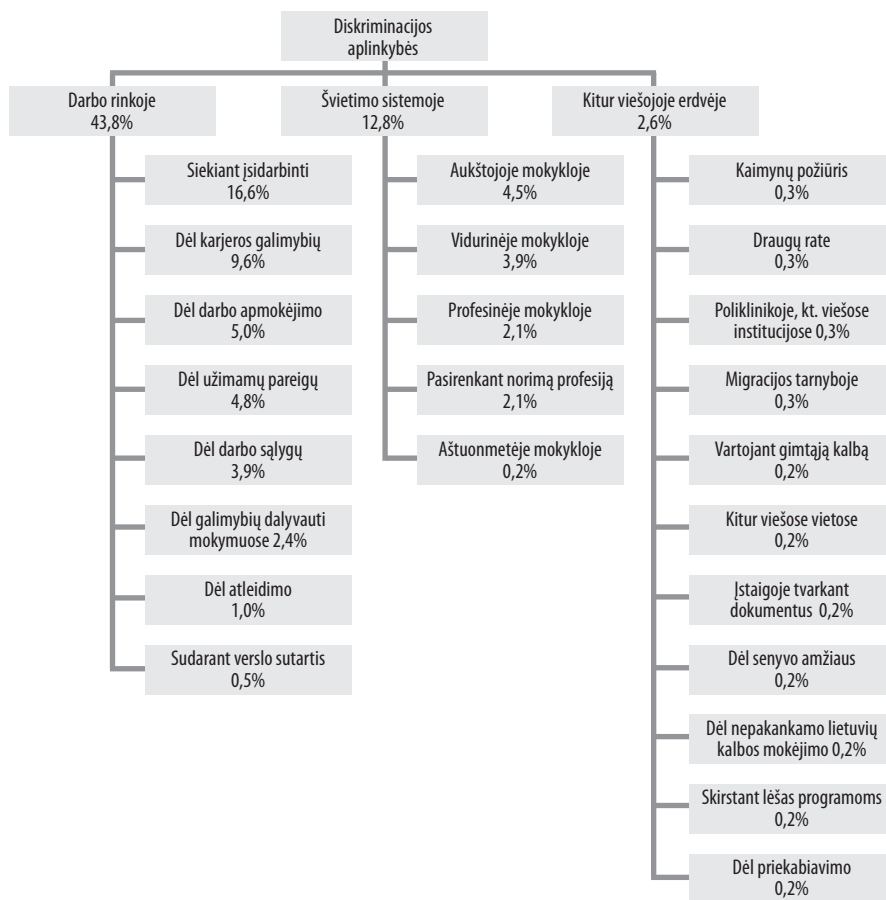 Diskriminacijos
aplinkybės
Darbo rinkoje
43,8%
Siekiant įsidarbinti
16,6%
Dėl karjeros galimybių
9,6%
Dėl darbo apmokėjimo
5,0%
Dėl užimamų pareigų
4,8%
Dėl darbo sąlygų
3,9%
Dėl galimybių dalyvauti
mokymuose 2,4%
Dėl atleidimo
1,0%
Sudarant verslo sutartis
0,5%
Švietimo sistemoje
12,8%
Aukštojoje mokykloje
4,5%
Vidurinėje mokykloje
3,9%
Profesinėje mokykloje
2,1%
Pasirenkant norimą profesiją
2,1%
Aštuonmetėje mokykloje
0,2%
Kitur viešojoje erdvėje
2,6%
Kaimynų požiūris
0,3%
Draugų rate
0,3%
Poliklinikoje, kt. viešose
institucijose 0,3%
Migracijos tarnyboje
0,3%
Vartojant gimtąją kalbą
0,2%
Kitur viešose vietose
0,2%
Įstaigoje tvarkant
dokumentus 0,2%
Dėl senyvo amžiaus
0,2%
Dėl nepakankamo lietuvių
kalbos mokėjimo 0,2%
Skirstant lėšas programoms
0,2%
Dėl priekabiavimo
0,2%